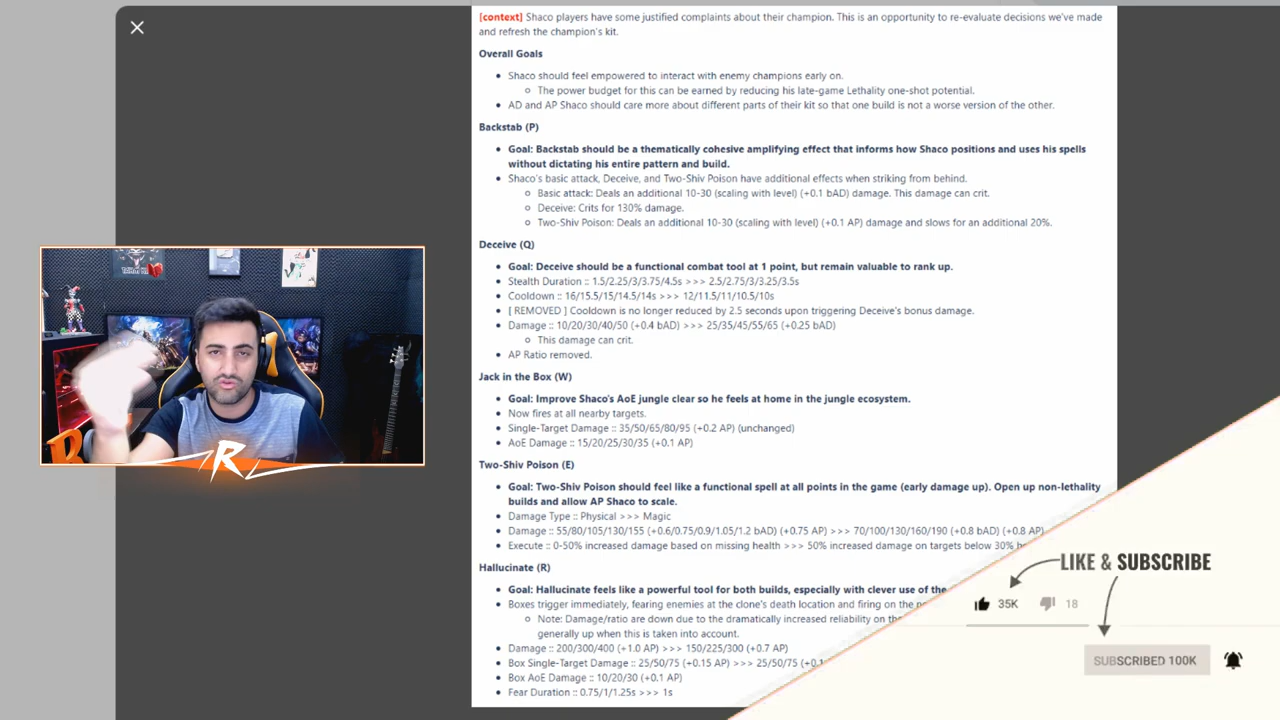 [context] Shaco players have some justified complaints about their champion. This is an opportunity to re-evaluate decisions we've made
and refresh the champion's kit.
Overall Goals
• Shaco should feel empowered to interact with enemy champions early on.
○ The power budget for this can be earned by reducing his late-game Lethality one-shot potential.
• AD and AP Shaco should care more about different parts of their kit so that one build is not a worse version of the other.
Backstab (P)
• Goal: Backstab should be a thematically cohesive amplifying effect that informs how Shaco positions and uses his spells
without dictating his entire pattern and build.
• Shaco's basic attack, Deceive, and Two-Shiv Poison have additional effects when striking from behind.
○ Basic attack: Deals an additional 10-30 (scaling with level) (+0.1 bAD) damage. This damage can crit.
○ Deceive: Crits for 130% damage.
○ Two-Shiv Poison: Deals an additional 10-30 (scaling with level) (+0.1 AP) damage and slows for an additional 20%.
Deceive (Q)
• Goal: Deceive should be a functional combat tool at 1 point, but remain valuable to rank up.
• Stealth Duration :: 1.5/2.25/3/3.75/4.5s >>> 2.5/2.75/3/3.25/3.5s
• Cooldown :: 16/15.5/15/14.5/14s >>> 12/11.5/11/10.5/10s
• [ REMOVED ] Cooldown is no longer reduced by 2.5 seconds upon triggering Deceive's bonus damage.
• Damage :: 10/20/30/40/50 (+0.4 bAD) >>> 25/35/45/55/65 (+0.25 bAD)
○ This damage can crit.
• AP Ratio removed.
Jack in the Box (W)
• Goal: Improve Shaco's AoE jungle clear so he feels at home in the jungle ecosystem.
• Now fires at all nearby targets.
• Single-Target Damage :: 35/50/65/80/95 (+0.2 AP) (unchanged)
• AoE Damage :: 15/20/25/30/35 (+0.1 AP)
Two-Shiv Poison (E)
• Goal: Two-Shiv Poison should feel like a functional spell at all points in the game (early damage up). Open up non-lethality
builds and allow AP Shaco to scale.
• Damage Type :: Physical >>> Magic
• Damage :: 55/80/105/130/155 (+0.6/0.75/0.9/1.05/1.2 bAD) (+0.75 AP) >>> 70/100/130/160/190 (+0.8 bAD) (+0.8 AP)
• Execute :: 0-50% increased damage based on missing health >>> 50% increased damage on targets below 30%
Hallucinate (R)
• Goal: Hallucinate feels like a powerful tool for both builds, especially with clever use of the
• Boxes trigger immediately, fearing enemies at the clone's death location and firing on the
○ Note: Damage/ratio are down due to the dramatically increased reliability on
generally up when this is taken into account.
• Damage :: 200/300/400 (+1.0 AP) >>> 150/225/300 (+0.7 AP)
• Box Single-Target Damage :: 25/50/75 (+0.15 AP) >>> 25/50/75
• Box AoE Damage :: 10/20/30 (+0.1 AP)
• Fear Duration :: 0.75/1/1.25s >>> 1s
R
LIKE & SUBSCRIBE
35K 18
SUBSCRIBED 100K